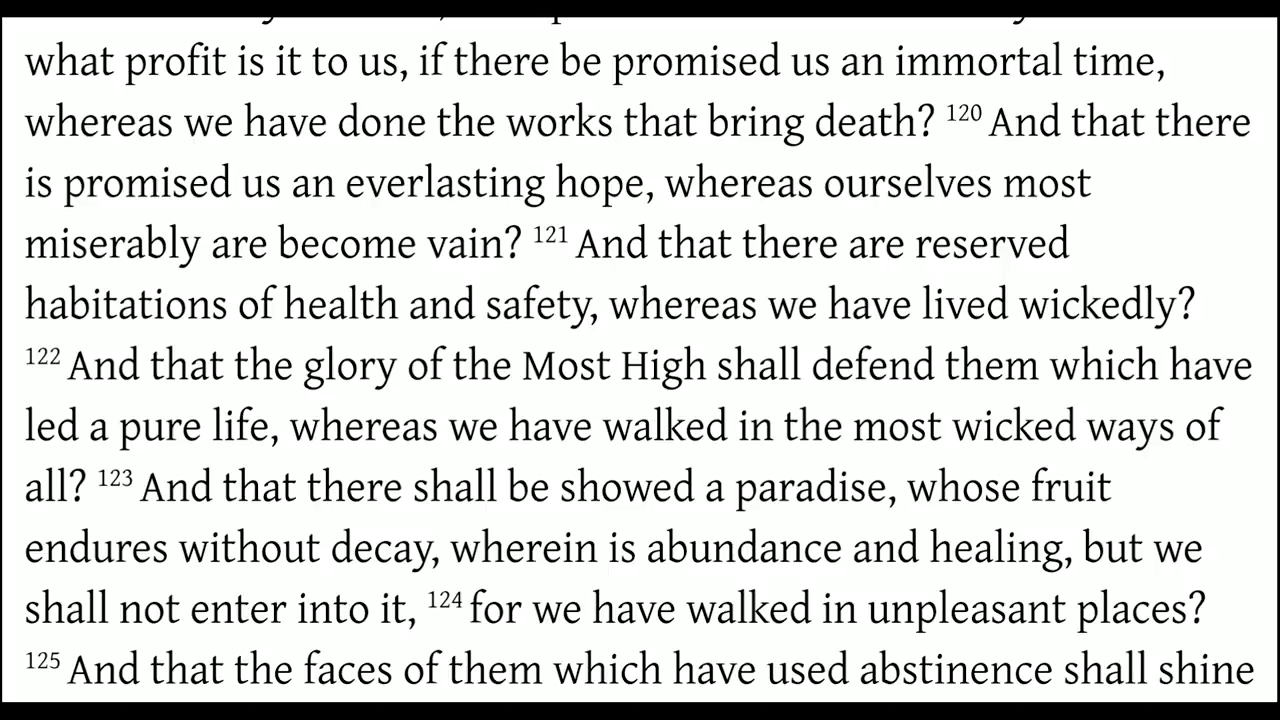 what profit is it to us, if there be promised us an immortal time,
whereas we have done the works that bring death? 120 And that there
is promised us an everlasting hope, whereas ourselves most
miserably are become vain? 121 And that there are reserved
habitations of health and safety, whereas we have lived wickedly?
122 And that the glory of the Most High shall defend them which have
led a pure life, whereas we have walked in the most wicked ways of
all? 123 And that there shall be showed a paradise, whose fruit
endures without decay, wherein is abundance and healing, but we
shall not enter into it, 124 for we have walked in unpleasant places?
125 And that the faces of them which have used abstinence shall shine